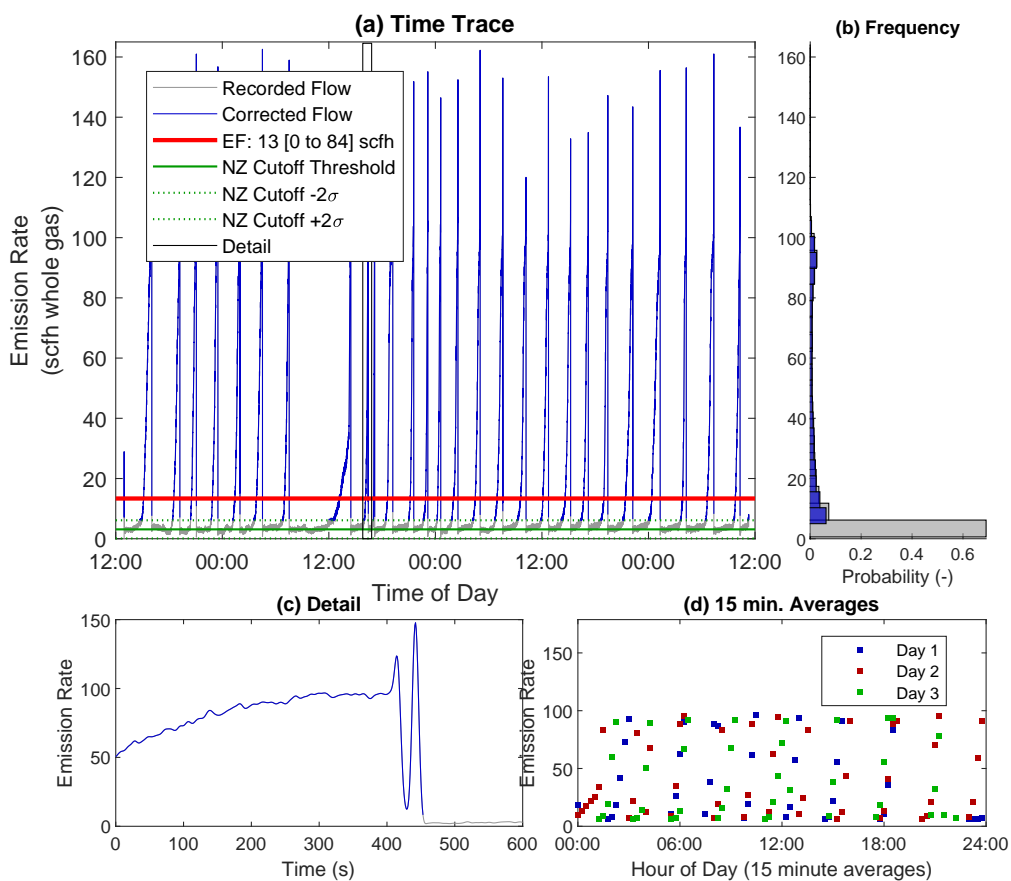 (a) Time Trace
(b) Frequency
Emission Rate
(scfh whole gas)
160
140
120
100
80
60
40
20
0
Recorded Flow
Corrected Flow
EF: 13 [0 to 84] scfh
NZ Cutoff Threshold
NZ Cutoff -2σ
NZ Cutoff +2σ
Detail
12:00 00:00 12:00 00:00 12:00 00:00 12:00
Time of Day
160
140
120
100
80
60
40
20
0
0 0.2 0.4 0.6
Probability (-)
(c) Detail
Emission Rate
150
100
50
0
0 100 200 300 400 500 600
Time (s)
(d) 15 min. Averages
Emission Rate
150
100
50
0
Day 1
Day 2
Day 3
00:00 06:00 12:00 18:00 24:00
Hour of Day (15 minute averages)